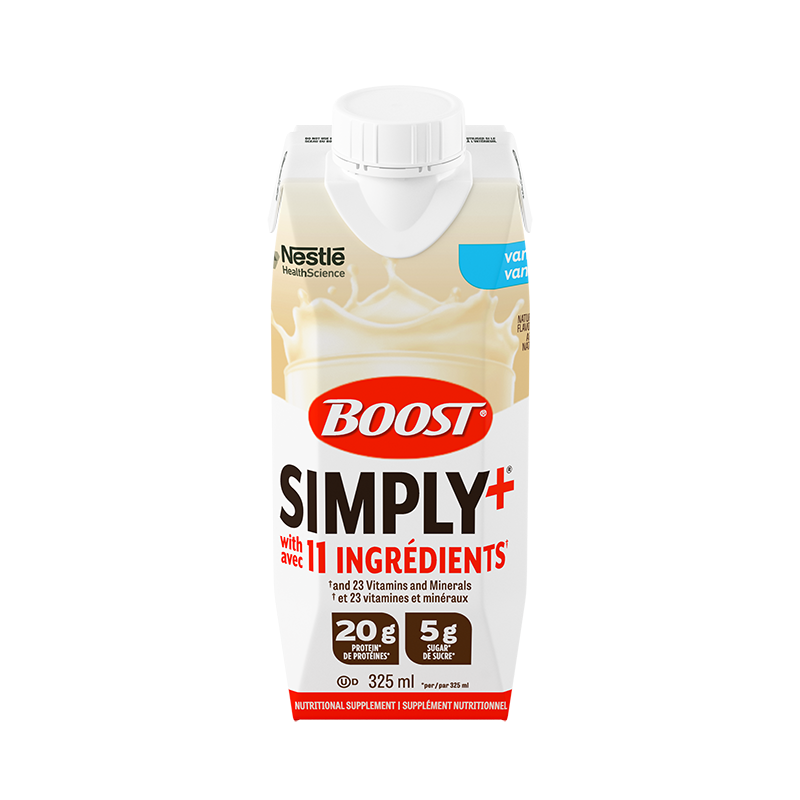 Nestlé
HealthScience
BOOST®
SIMPLY+®
with
avec
11 INGRÉDIENTS†
†and 23 Vitamins and Minerals
† et 23 vitamines et minéraux
20 g
PROTEIN*
DE PROTÉINES*
5 g
SUGAR*
DE SUCRE*
UD 325 ml *per/par 325 ml
NUTRITIONAL SUPPLEMENT | SUPPLÉMENT NUTRITIONNEL